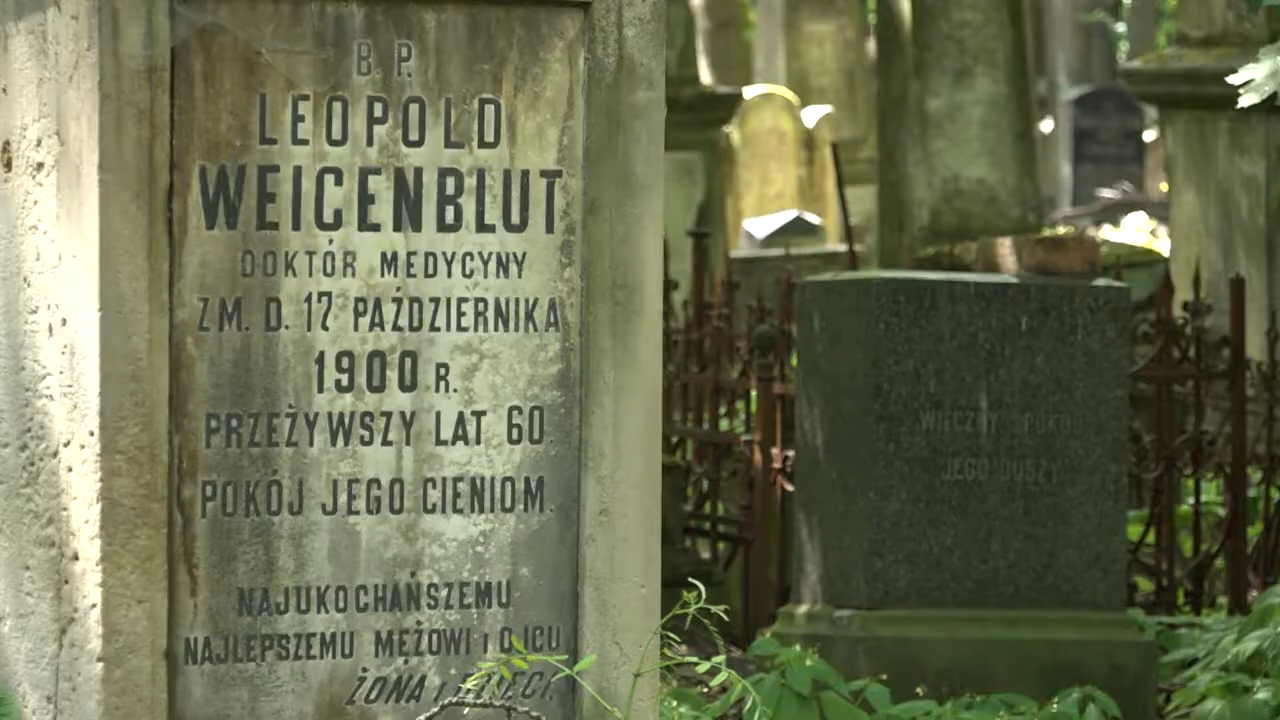 B. P.
LEOPOLD
WEICENBLUT
DOKTÓR MEDYCYNY
ZM. D. 17 PAŹDZIERNIKA
1900 R.
PRZEŻYWSZY LAT 60.
POKÓJ JEGO CIENIOM.
NAJUKOCHAŃSZEMU
NAJLEPSZEMU MĘŻOWI i OJCU
ŻONA i DZIECI.
WIECZNY SPOKÓJ
JEGO DUSZY